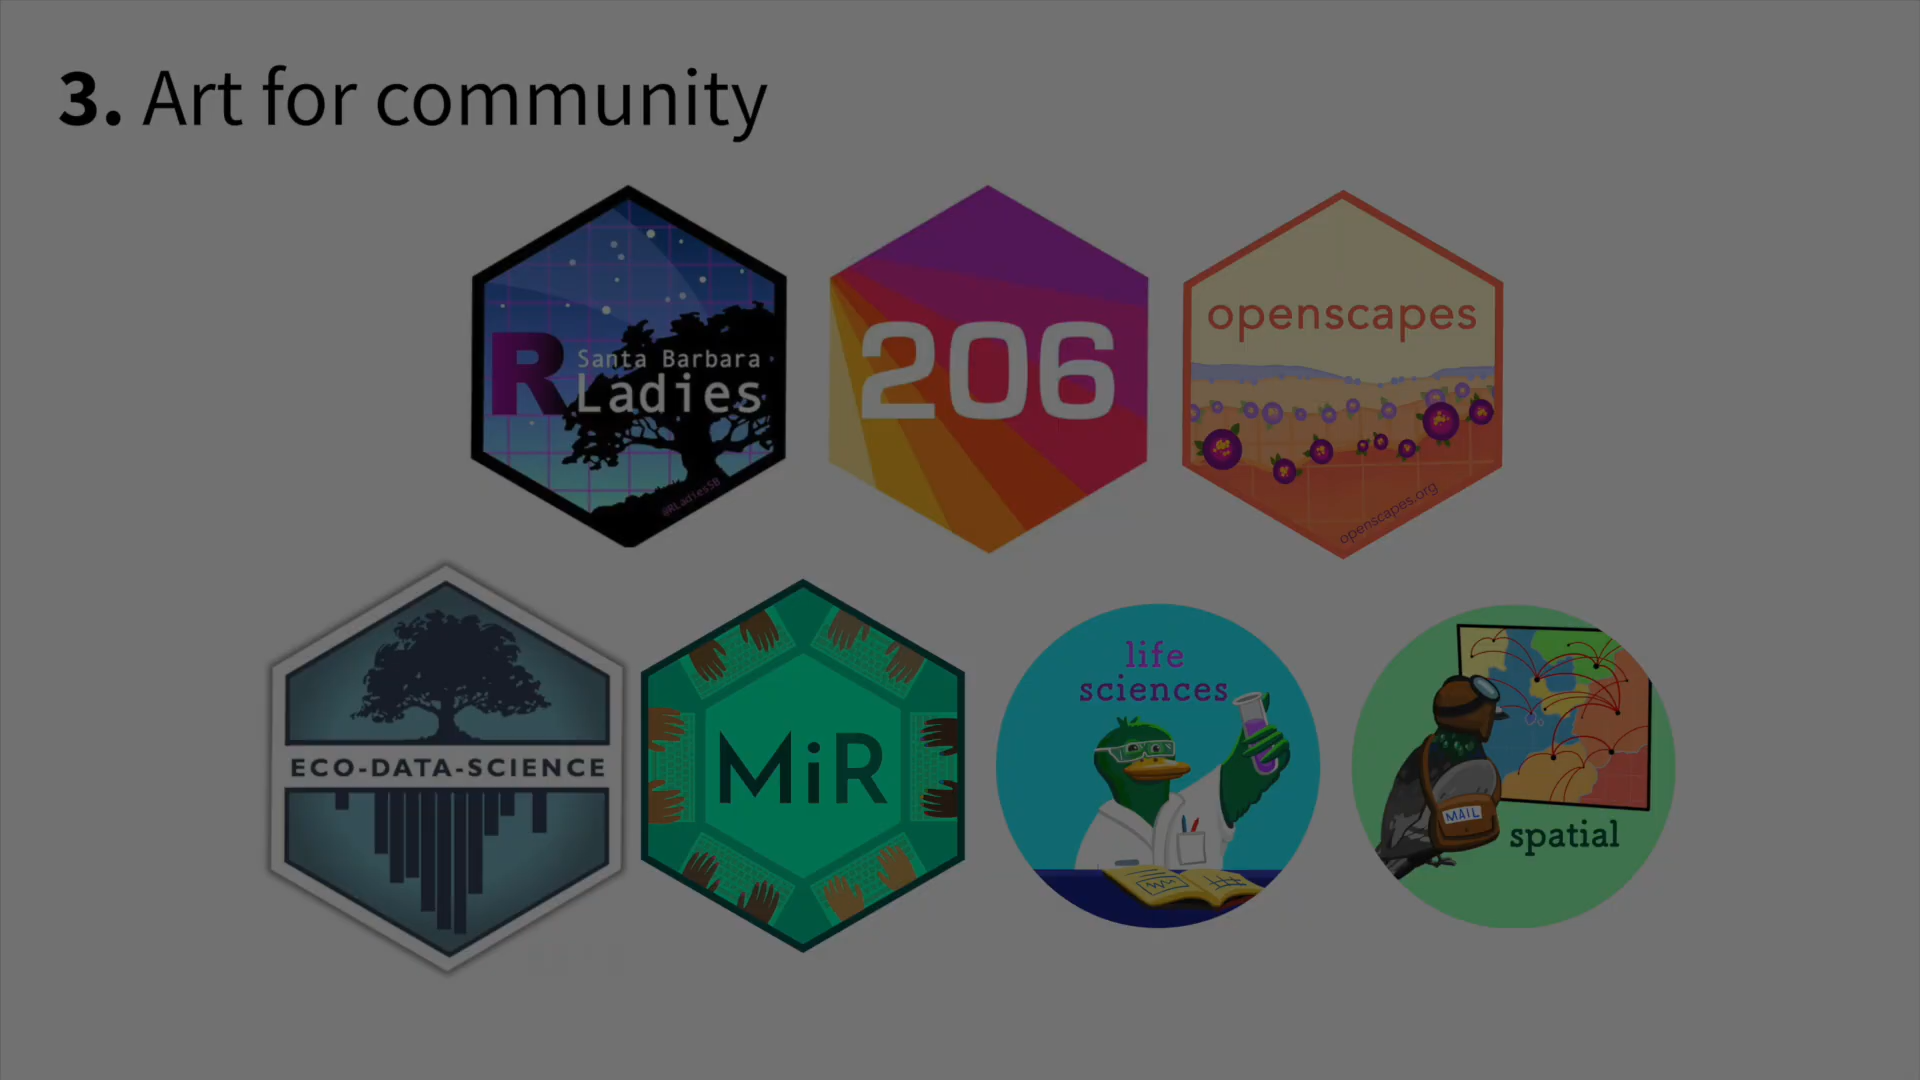 3. Art for community
R Santa Barbara
Ladies
@RLadiesSB
206
openscapes
openscapes.org
ECO-DATA-SCIENCE
MiR
life
sciences
MAIL
spatial